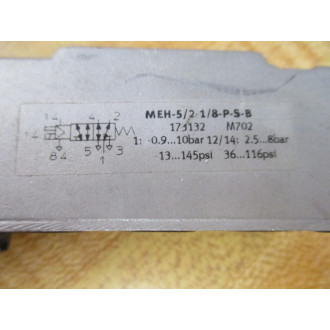 MEH-5/2-1/8-P-S-B
173132 M702
1: -0.9...10bar 12/14: 2.5...8bar
-13...145psi 36...116psi
14 4 2
14
84 5 3
1